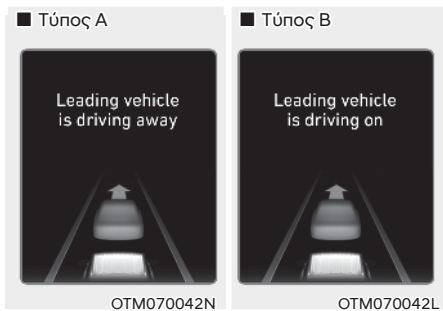 ■ Τύπος A
Leading vehicle
is driving away
OTM070042N
■ Τύπος B
Leading vehicle
is driving on
OTM070042L